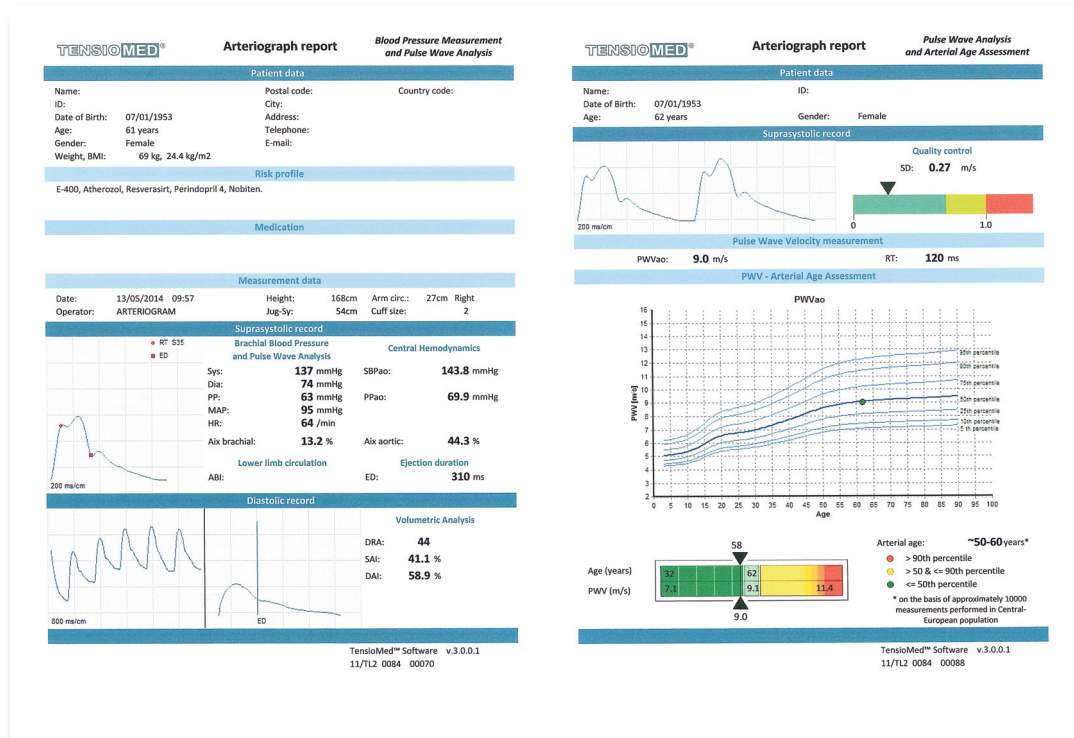 TENSIOMED®
Arteriograph report
Blood Pressure Measurement
and Pulse Wave Analysis
Patient data
Name: Postal code: Country code:
ID: City:
Date of Birth: 07/01/1953 Address:
Age: 61 years Telephone:
Gender: Female E-mail:
Weight, BMI: 69 kg, 24.4 kg/m2
Risk profile
E-400, Atherozol, Resverasirt, Perindopril 4, Nobiten.
Medication
Measurement data
Date: 13/05/2014 09:57 Height: 168cm Arm circ.: 27cm Right
Operator: ARTERIOGRAM Jug-Sy: 54cm Cuff size: 2
Suprasystolic record
RT S35
ED
200 ms/cm
Brachial Blood Pressure
and Pulse Wave Analysis
Sys: 137 mmHg
Dia: 74 mmHg
PP: 63 mmHg
MAP: 95 mmHg
HR: 64 /min
Aix brachial: 13.2 %
Lower limb circulation
ABI:
Central Hemodynamics
SBPao: 143.8 mmHg
PPao: 69.9 mmHg
Aix aortic: 44.3 %
Ejection duration
ED: 310 ms
Diastolic record
800 ms/cm
ED
Volumetric Analysis
DRA: 44
SAI: 41.1 %
DAI: 58.9 %
TensioMed™ Software v.3.0.0.1
11/TL2 0084 00070
TENSIOMED®
Arteriograph report
Pulse Wave Analysis
and Arterial Age Assessment
Patient data
Name: ID:
Date of Birth: 07/01/1953
Age: 62 years Gender: Female
Suprasystolic record
200 ms/cm
Quality control
SD: 0.27 m/s
0 1.0
Pulse Wave Velocity measurement
PWVao: 9.0 m/s RT: 120 ms
PWV - Arterial Age Assessment
PWVao
PWV [m/s]
16
15
14
13
12
11
10
9
8
7
6
5
4
3
2
95th percentile
90th percentile
75th percentile
50th percentile
25th percentile
10th percentile
5 th percentile
0 5 10 15 20 25 30 35 40 45 50 55 60 65 70 75 80 85 90 95 100
Age
58
Age (years) 32 62
PWV (m/s) 7.1 9.1 11.4
9.0
Arterial age: ~50-60 years*
> 90th percentile
> 50 & <= 90th percentile
<= 50th percentile
* on the basis of approximately 10000
measurements performed in Central-
European population
TensioMed™ Software v.3.0.0.1
11/TL2 0084 00088